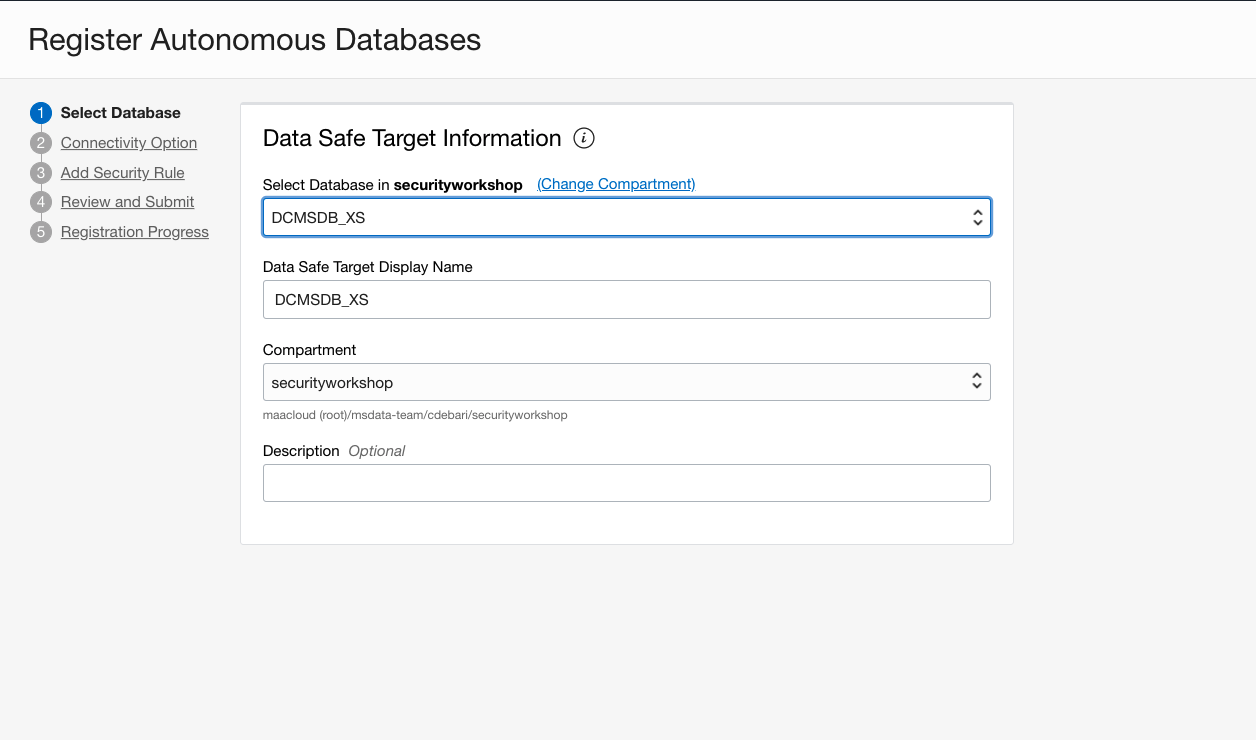 Register Autonomous Databases
1 Select Database
2 Connectivity Option
3 Add Security Rule
4 Review and Submit
5 Registration Progress
Data Safe Target Information i
Select Database in securityworkshop (Change Compartment)
DCMSDB_XS
Data Safe Target Display Name
DCMSDB_XS
Compartment
securityworkshop
maacloud (root)/msdata-team/cdebari/securityworkshop
Description Optional